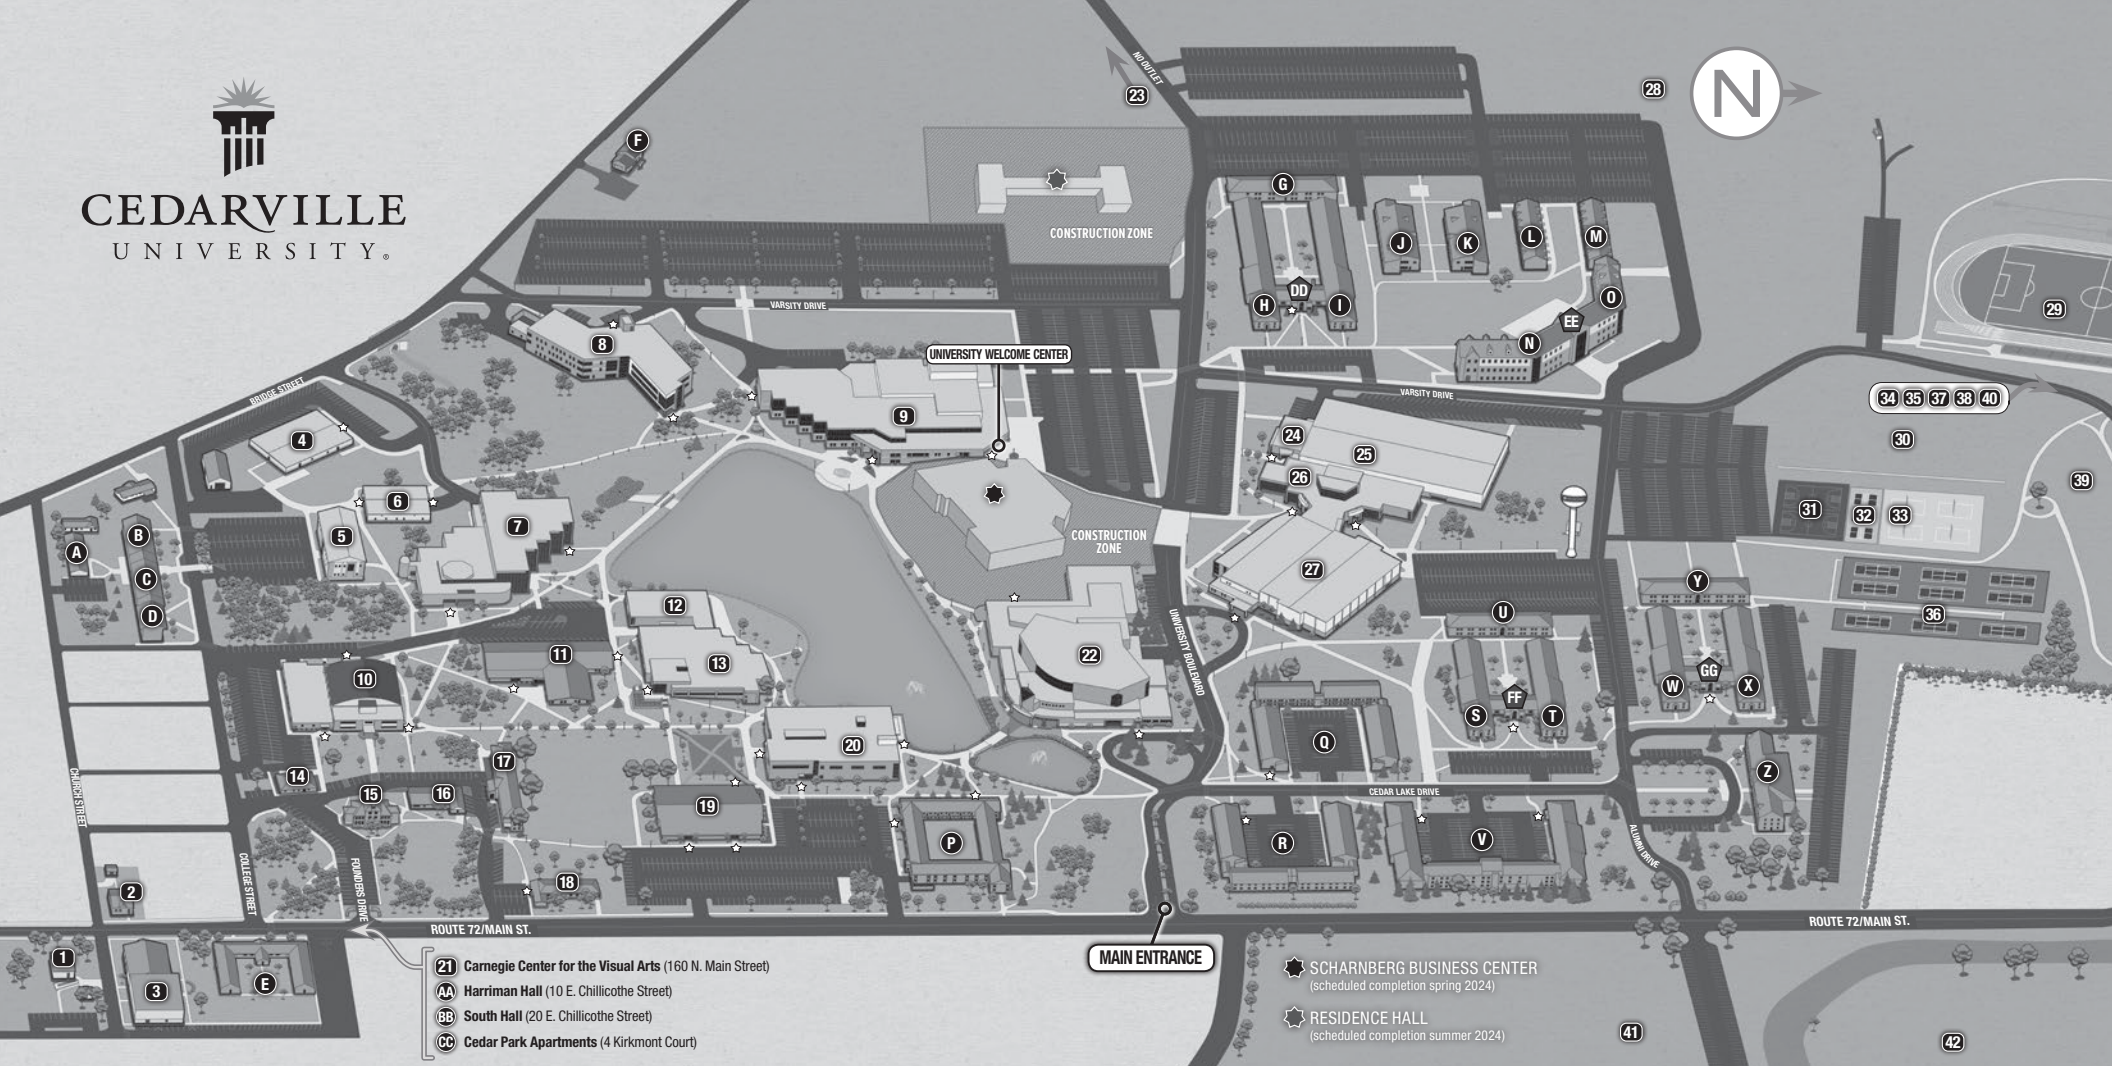 CEDARVILLE
UNIVERSITY®
N
NO OUTLET
23
28
F
CONSTRUCTION ZONE
G
J
K
L
M
H
DD
I
O
EE
N
29
VARSITY DRIVE
8
UNIVERSITY WELCOME CENTER
VARSITY DRIVE
34 35 37 38 40
BRIDGE STREET
4
9
24
25
26
30
39
6
5
7
A
B
C
D
CONSTRUCTION
ZONE
27
31
32
33
36
12
11
13
10
22
UNIVERSITY BOULEVARD
U
Y
GG
W
X
FF
S
T
Q
20
17
14
15
16
19
Z
CEDAR LAKE DRIVE
CHURCH STREET
COLLEGE STREET
FOUNDERS DRIVE
P
R
V
ALUMNI DRIVE
2
18
ROUTE 72/MAIN ST.
ROUTE 72/MAIN ST.
1
3
E
MAIN ENTRANCE
21 Carnegie Center for the Visual Arts (160 N. Main Street)
AA Harriman Hall (10 E. Chillicothe Street)
BB South Hall (20 E. Chillicothe Street)
CC Cedar Park Apartments (4 Kirkmont Court)
SCHARNBERG BUSINESS CENTER
(scheduled completion spring 2024)
RESIDENCE HALL
(scheduled completion summer 2024)
41
42